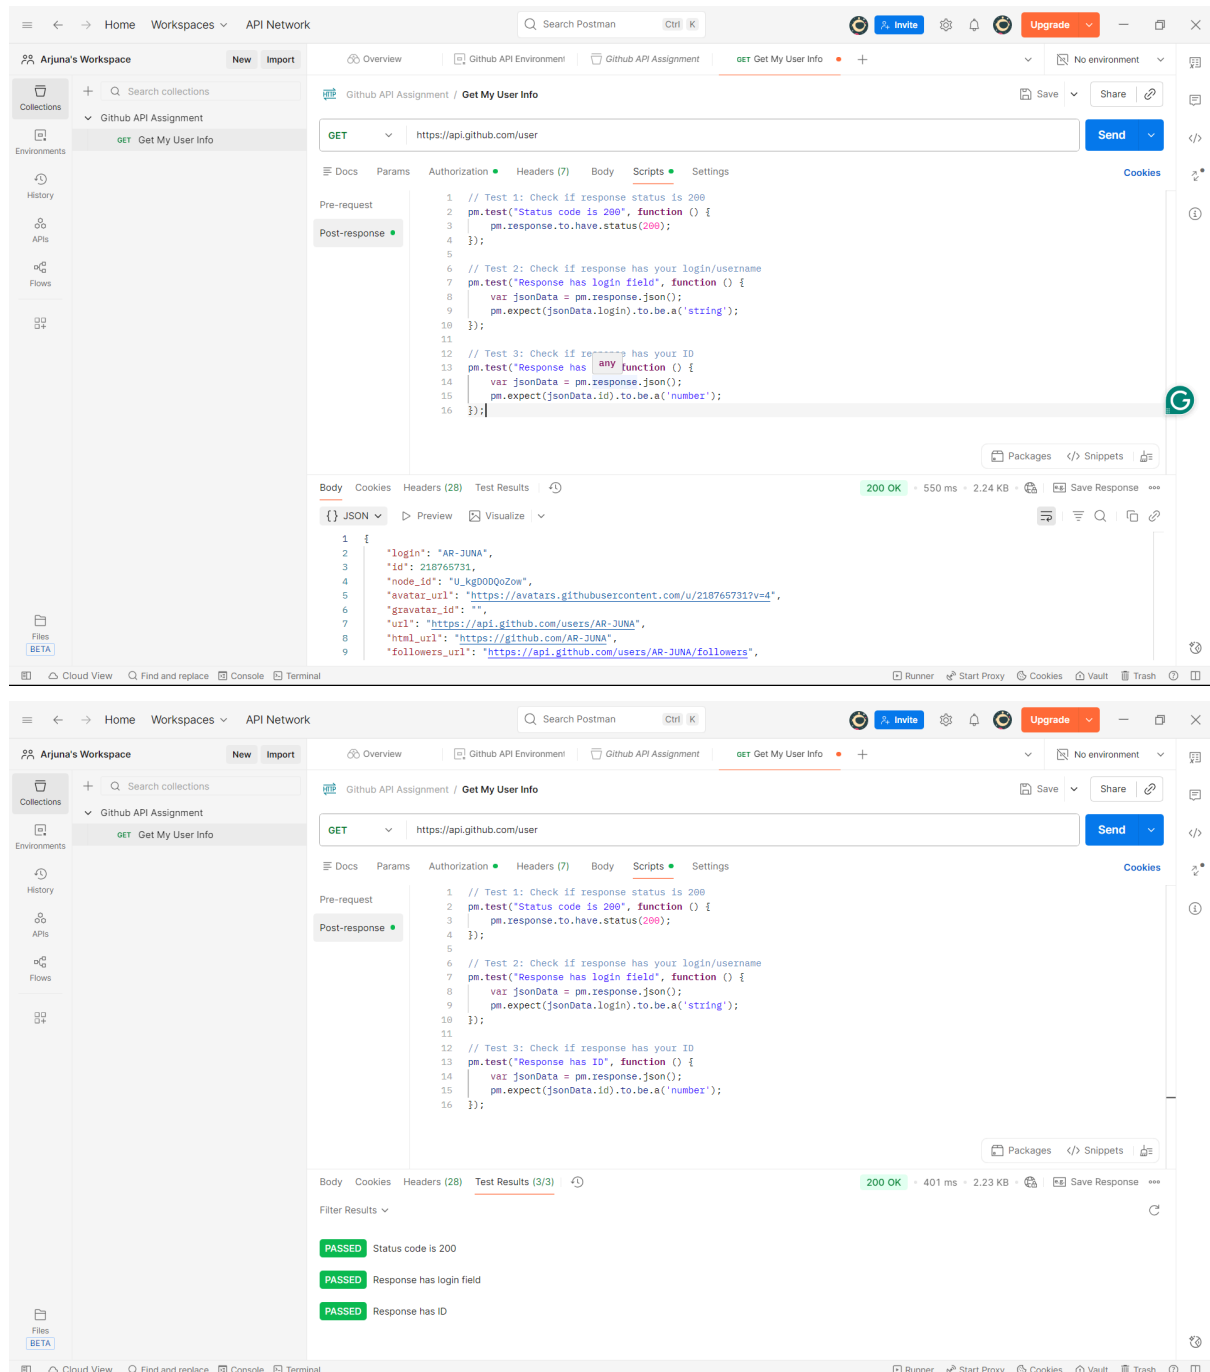 Home Workspaces API Network Search Postman Ctrl K Invite Upgrade
Arjuna's Workspace New Import Overview Github API Environment Github API Assignment GET Get My User Info No environment
Collections Search collections Github API Assignment / Get My User Info Save Share
Github API Assignment
GET Get My User Info GET https://api.github.com/user Send
Environments
History
APIs
Flows
Docs Params Authorization Headers (7) Body Scripts Settings Cookies
Pre-request
Post-response
1 // Test 1: Check if response status is 200
2 pm.test("Status code is 200", function () {
3 pm.response.to.have.status(200);
4 });
5
6 // Test 2: Check if response has your login/username
7 pm.test("Response has login field", function () {
8 var jsonData = pm.response.json();
9 pm.expect(jsonData.login).to.be.a('string');
10 });
11
12 // Test 3: Check if response has your ID
any
13 pm.test("Response has function () {
14 var jsonData = pm.response.json();
15 pm.expect(jsonData.id).to.be.a('number');
16 });
G
Packages </> Snippets
Body Cookies Headers (28) Test Results 200 OK 550 ms 2.24 KB e.g. Save Response
{} JSON Preview Visualize
1 {
2 "login": "AR-JUNA",
3 "id": 218765731,
4 "node_id": "U_kgDODQoZow",
5 "avatar_url": "https://avatars.githubusercontent.com/u/218765731?v=4",
6 "gravatar_id": "",
7 "url": "https://api.github.com/users/AR-JUNA",
8 "html_url": "https://github.com/AR-JUNA",
9 "followers_url": "https://api.github.com/users/AR-JUNA/followers",
Files
BETA
Cloud View Find and replace Console Terminal Runner Start Proxy Cookies Vault Trash
Home Workspaces API Network Search Postman Ctrl K Invite Upgrade
Arjuna's Workspace New Import Overview Github API Environment Github API Assignment GET Get My User Info No environment
Collections Search collections Github API Assignment / Get My User Info Save Share
Github API Assignment
GET Get My User Info GET https://api.github.com/user Send
Environments
History
APIs
Flows
Docs Params Authorization Headers (7) Body Scripts Settings Cookies
Pre-request
Post-response
1 // Test 1: Check if response status is 200
2 pm.test("Status code is 200", function () {
3 pm.response.to.have.status(200);
4 });
5
6 // Test 2: Check if response has your login/username
7 pm.test("Response has login field", function () {
8 var jsonData = pm.response.json();
9 pm.expect(jsonData.login).to.be.a('string');
10 });
11
12 // Test 3: Check if response has your ID
13 pm.test("Response has ID", function () {
14 var jsonData = pm.response.json();
15 pm.expect(jsonData.id).to.be.a('number');
16 });
Packages </> Snippets
Body Cookies Headers (28) Test Results (3/3) 200 OK 401 ms 2.23 KB e.g. Save Response
Filter Results
PASSED Status code is 200
PASSED Response has login field
PASSED Response has ID
Files
BETA
Cloud View Find and replace Console Terminal Runner Start Proxy Cookies Vault Trash